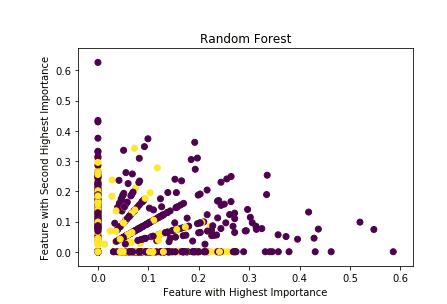 Random Forest
Feature with Second Highest Importance
0.6
0.5
0.4
0.3
0.2
0.1
0.0
0.0 0.1 0.2 0.3 0.4 0.5 0.6
Feature with Highest Importance